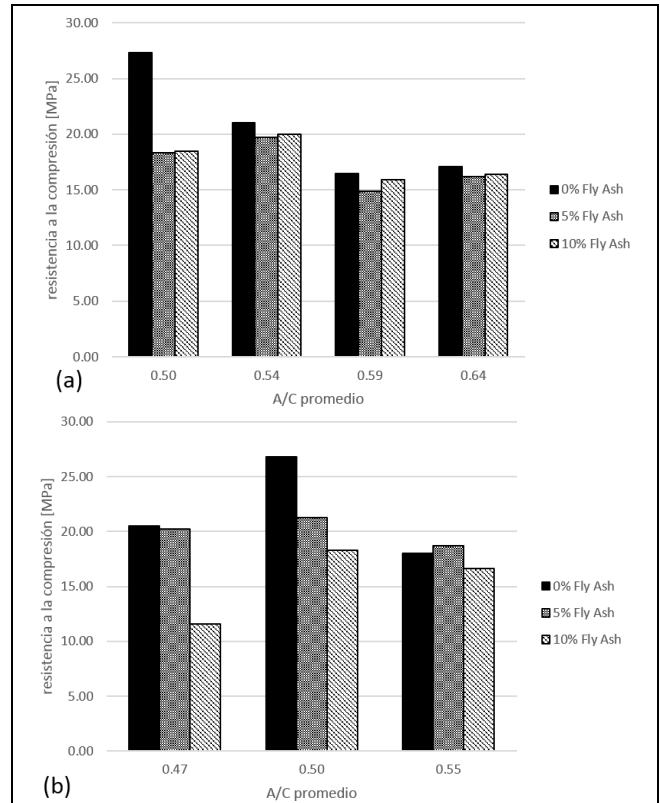 30.00
25.00
20.00
15.00
10.00
5.00
0.00
resistencia a la compresión [MPa]
0% Fly Ash
5% Fly Ash
10% Fly Ash
0.50 0.54 0.59 0.64
A/C promedio
(a)
30.00
25.00
20.00
15.00
10.00
5.00
0.00
resistencia a la compresión [MPa]
0% Fly Ash
5% Fly Ash
10% Fly Ash
0.47 0.50 0.55
A/C promedio
(b)